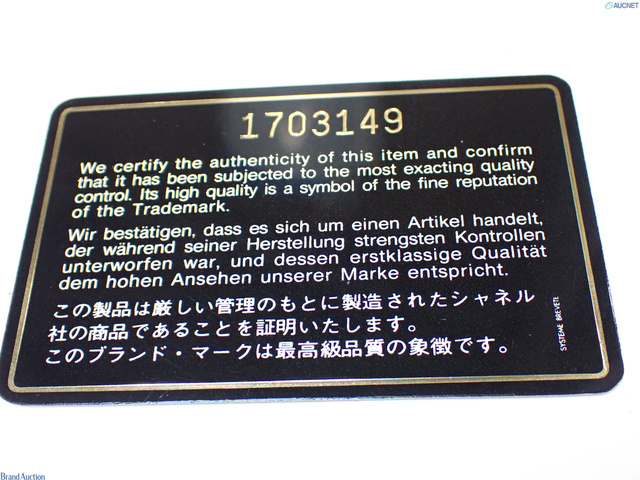 AUCNET
1703149
We certify the authenticity of this item and confirm
that it has been subjected to the most exacting quality
control. Its high quality is a symbol of the fine reputation
of the Trademark.
Wir bestätigen, dass es sich um einen Artikel handelt,
der während seiner Herstellung strengsten Kontrollen
unterworfen war, und dessen erstklassige Qualität
dem hohen Ansehen unserer Marke entspricht.
この製品は厳しい管理のもとに製造されたシャネル
社の商品であることを証明いたします。
このブランド・マークは最高級品質の象徴です。
SYSTEME BREVETE
BrandAuction